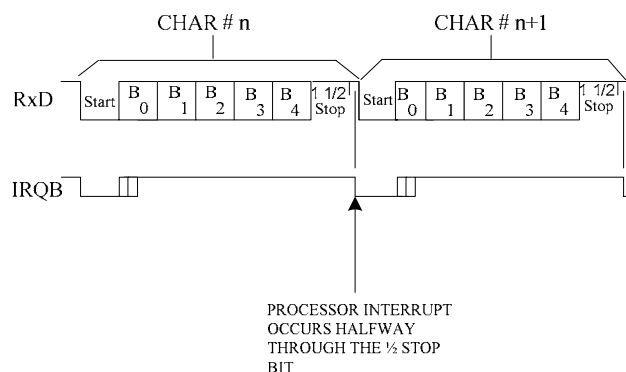 CHAR # n
CHAR # n+1
RxD
Start
B 0
B 1
B 2
B 3
B 4
1 1/2 Stop
Start
B 0
B 1
B 2
B 3
B 4
1 1/2 Stop
IRQB
PROCESSOR INTERRUPT
OCCURS HALFWAY
THROUGH THE ½ STOP
BIT